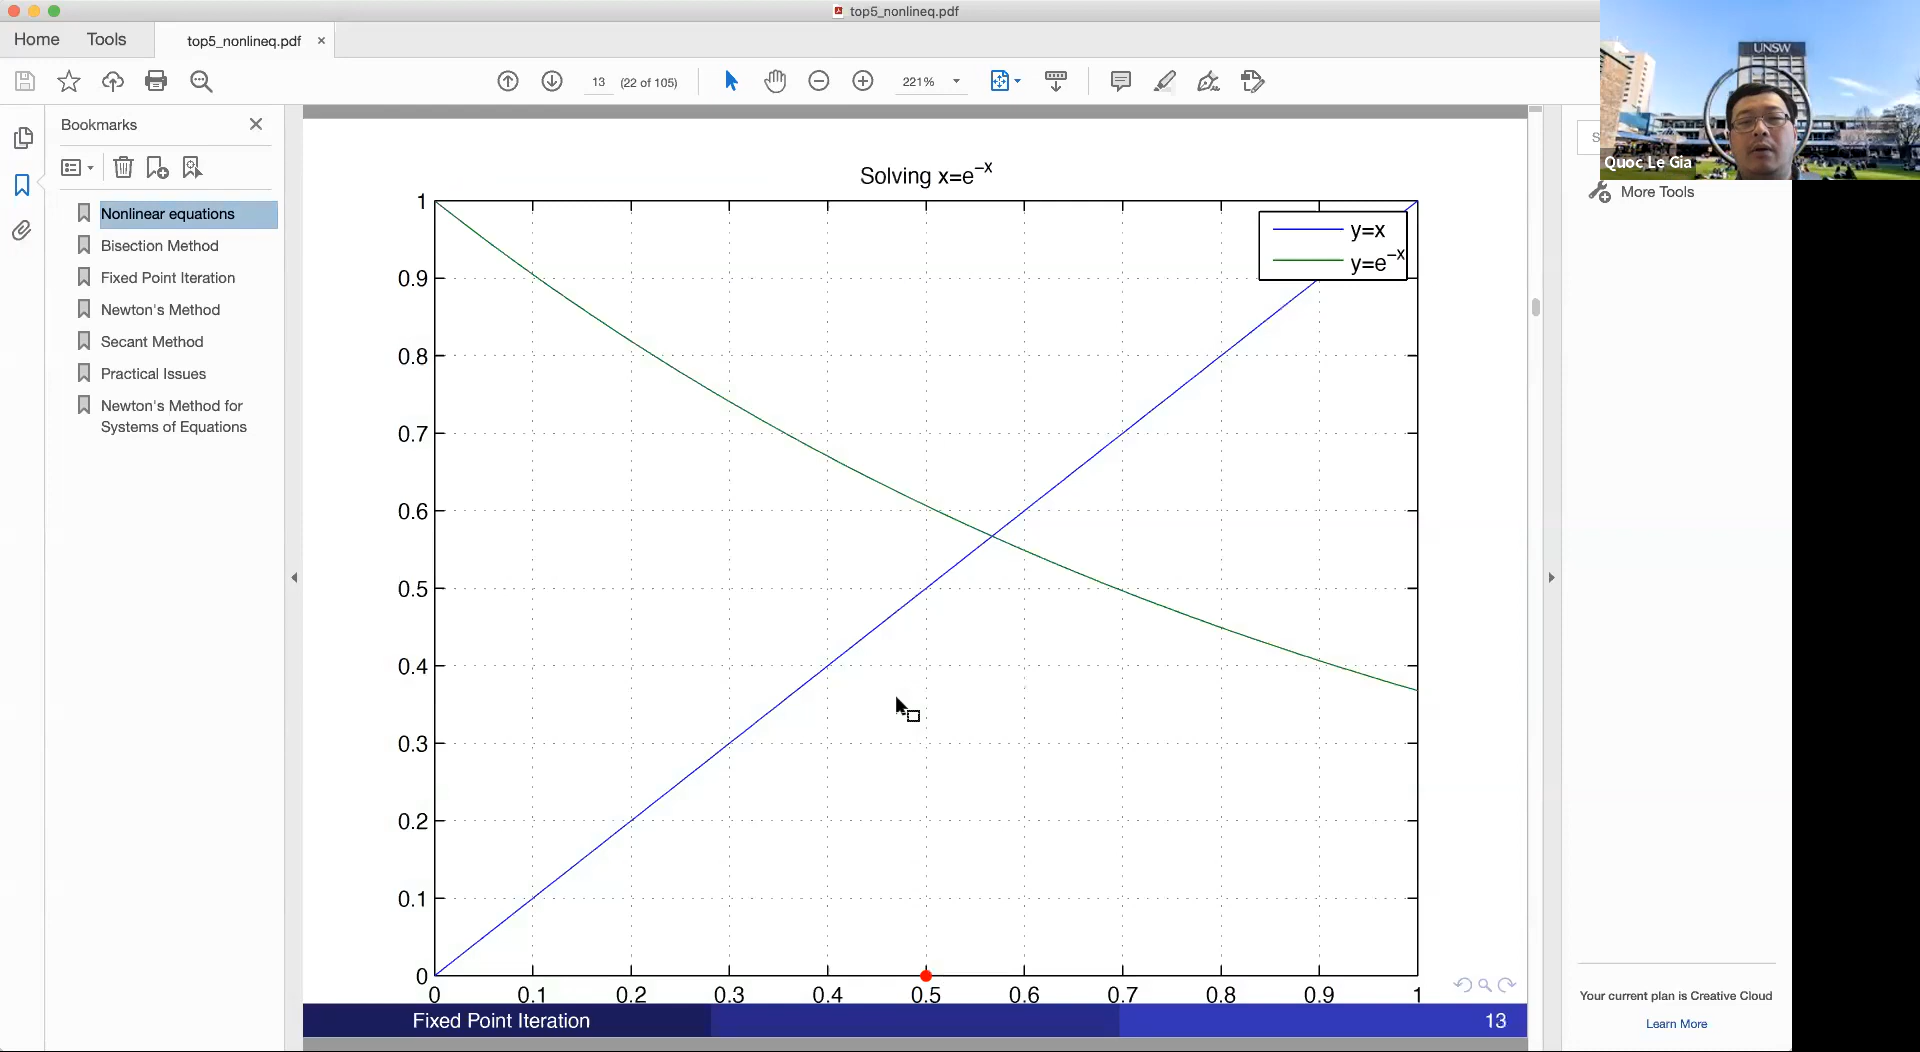 top5_nonlineq.pdf
Home
Tools
top5_nonlineq.pdf ×
13 (22 of 105)
221%
Bookmarks
Nonlinear equations
Bisection Method
Fixed Point Iteration
Newton's Method
Secant Method
Practical Issues
Newton's Method for
Systems of Equations
Solving x=e⁻ˣ
y=x
y=e⁻ˣ
1
0.9
0.8
0.7
0.6
0.5
0.4
0.3
0.2
0.1
0
0 0.1 0.2 0.3 0.4 0.5 0.6 0.7 0.8 0.9 1
Fixed Point Iteration 13
UNSW
Quoc Le Gia
S
More Tools
Your current plan is Creative Cloud
Learn More